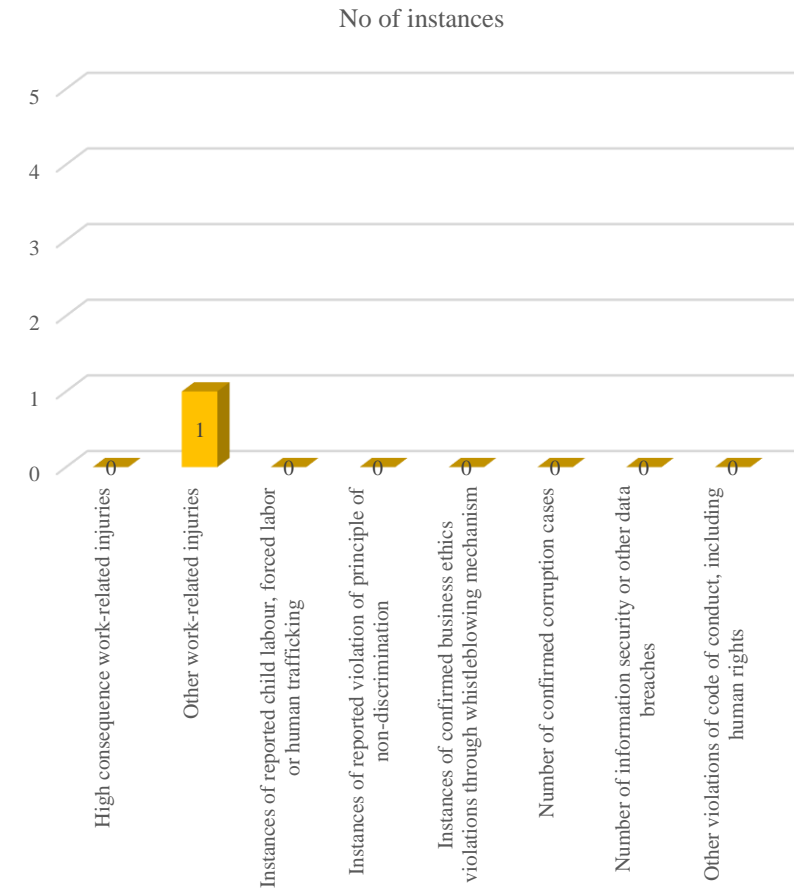 No of instances
5
4
3
2
1
0
0
1
0
0
0
0
0
0
High consequence work-related injuries
Other work-related injuries
Instances of reported child labour, forced labor
or human trafficking
Instances of reported violation of principle of
non-discrimination
Instances of confirmed business ethics
violations through whistleblowing mechanism
Number of confirmed corruption cases
Number of information security or other data
breaches
Other violations of code of conduct, including
human rights